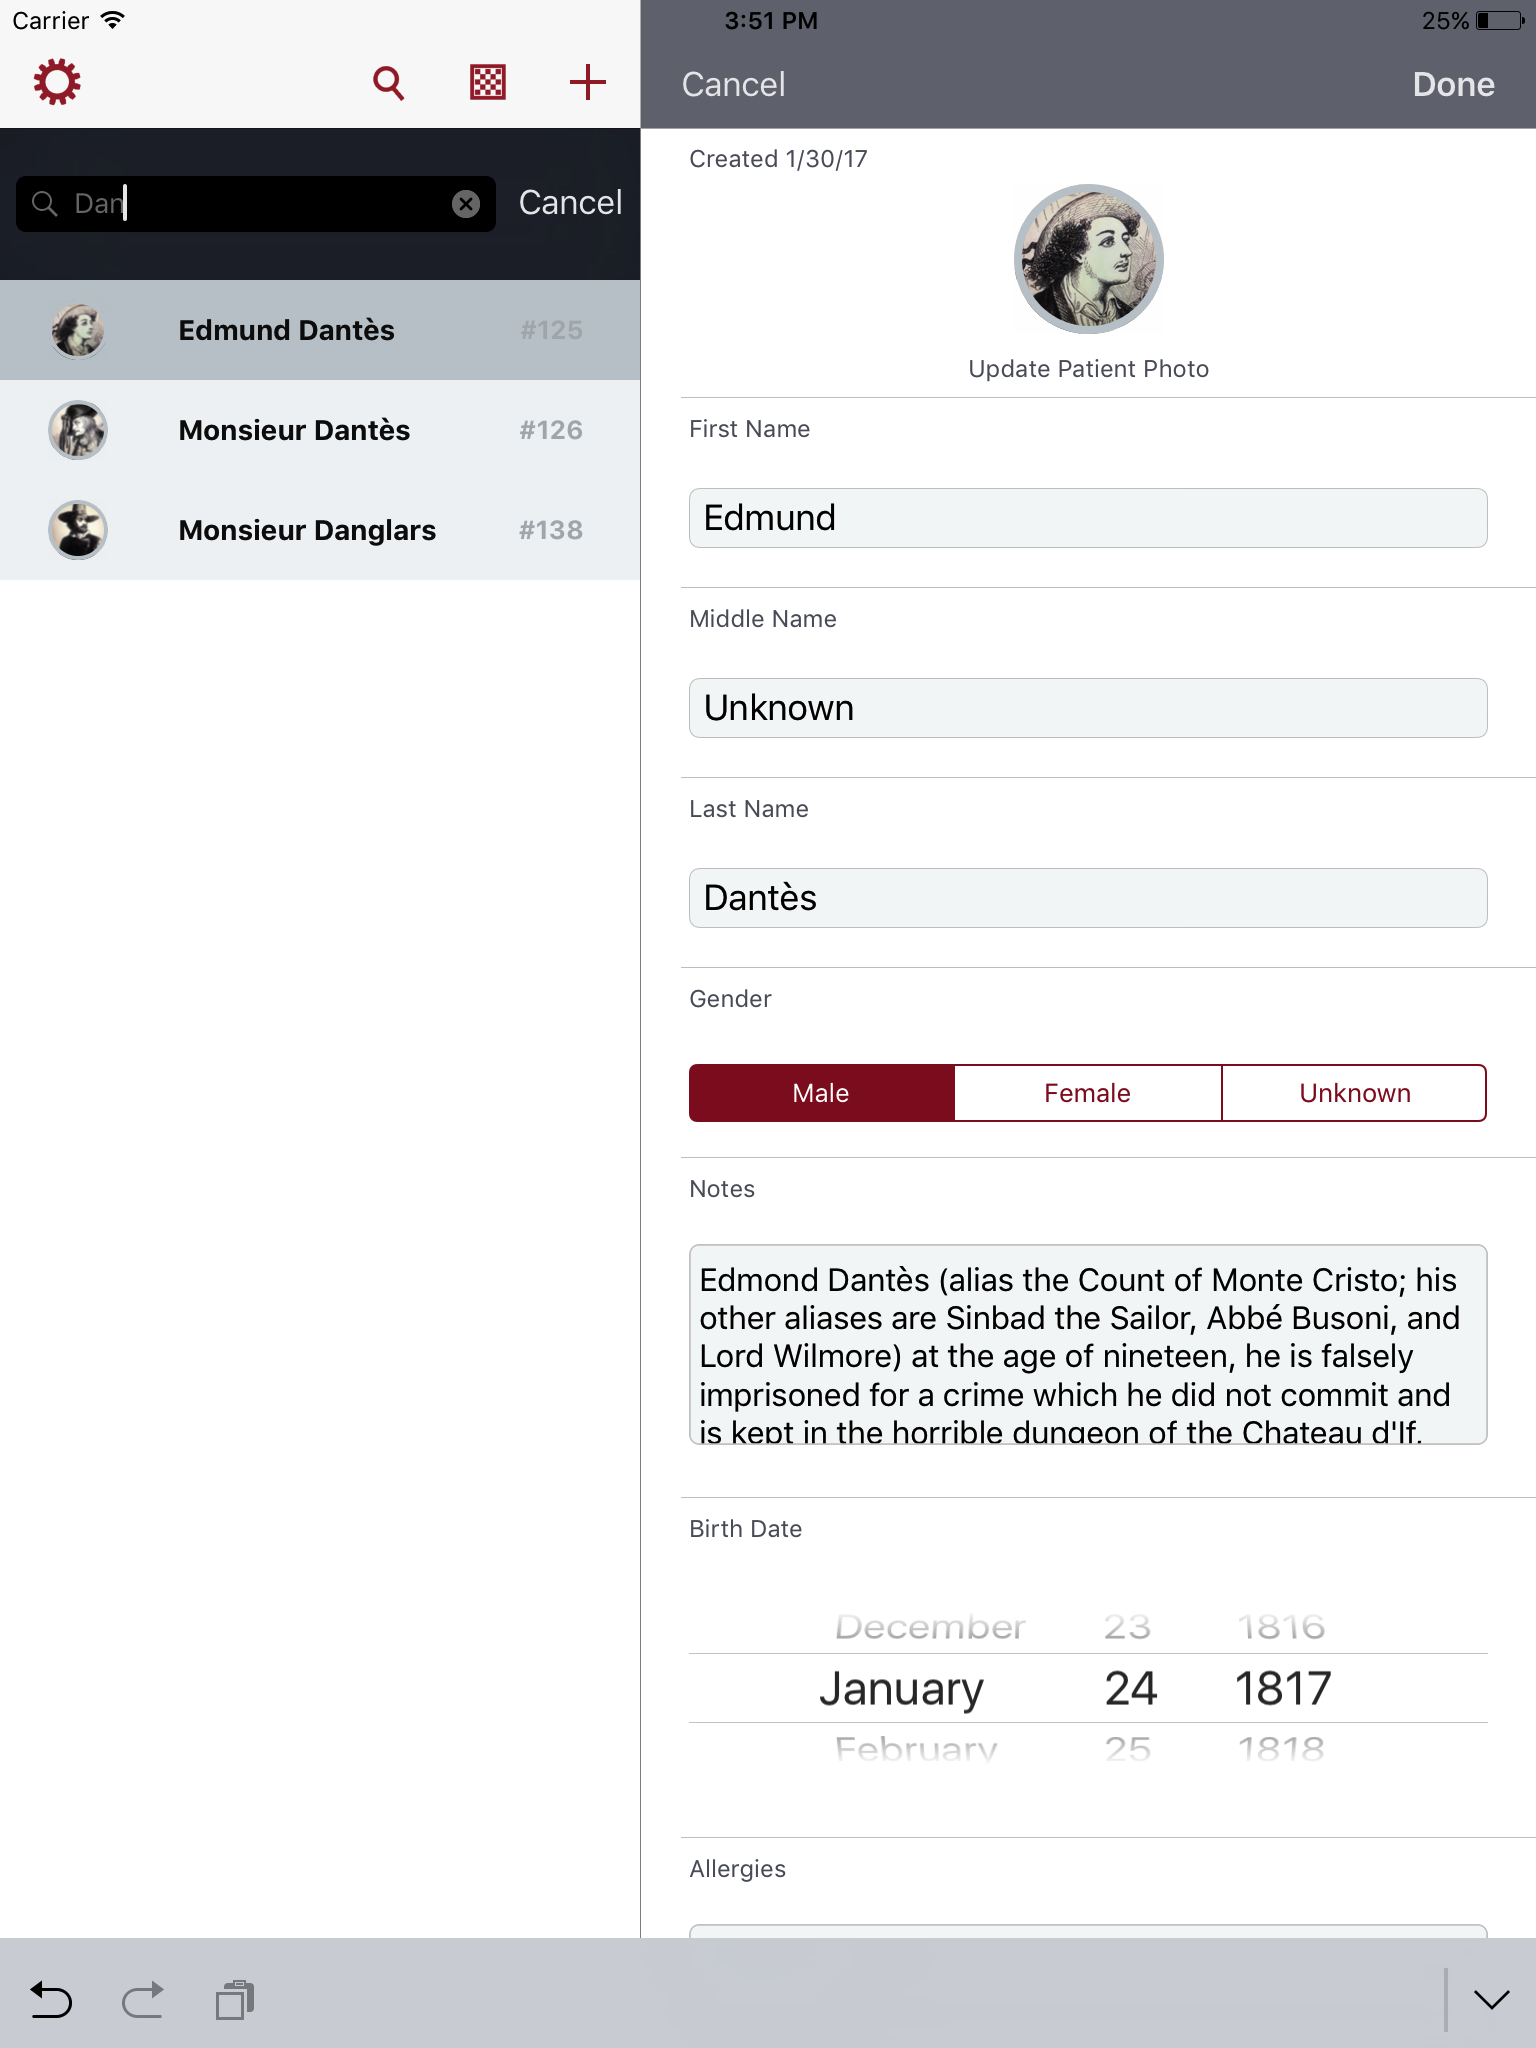 Carrier
3:51 PM
25%
Cancel
Done
Dan
Cancel
Edmund Dantès #125
Monsieur Dantès #126
Monsieur Danglars #138
Created 1/30/17
Update Patient Photo
First Name
Edmund
Middle Name
Unknown
Last Name
Dantès
Gender
Male Female Unknown
Notes
Edmond Dantès (alias the Count of Monte Cristo; his
other aliases are Sinbad the Sailor, Abbé Busoni, and
Lord Wilmore) at the age of nineteen, he is falsely
imprisoned for a crime which he did not commit and
is kept in the horrible dungeon of the Chateau d'If,
Birth Date
December 23 1816
January 24 1817
February 25 1818
Allergies